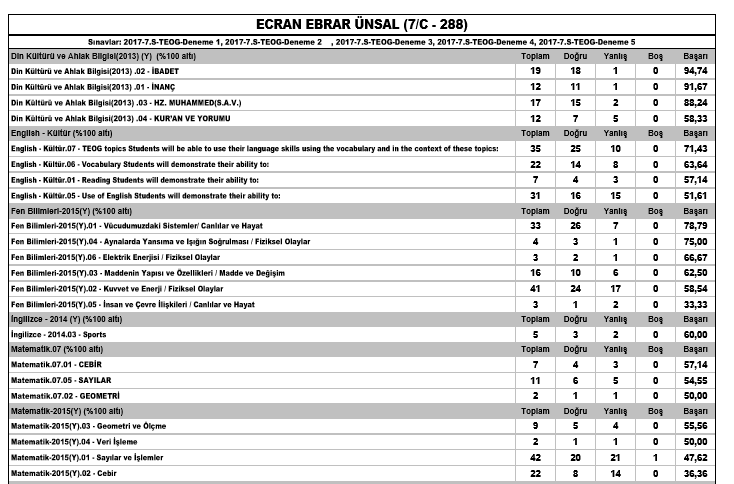 ECRAN EBRAR ÜNSAL (7/C - 288)
Sınavlar: 2017-7.S-TEOG-Deneme 1, 2017-7.S-TEOG-Deneme 2 , 2017-7.S-TEOG-Deneme 3, 2017-7.S-TEOG-Deneme 4, 2017-7.S-TEOG-Deneme 5
Din Kültürü ve Ahlak Bilgisi(2013) (Y) (%100 altı) Toplam Doğru Yanlış Boş Başarı
Din Kültürü ve Ahlak Bilgisi(2013) .02 - İBADET 19 18 1 0 94,74
Din Kültürü ve Ahlak Bilgisi(2013) .01 - İNANÇ 12 11 1 0 91,67
Din Kültürü ve Ahlak Bilgisi(2013) .03 - HZ. MUHAMMED(S.A.V.) 17 15 2 0 88,24
Din Kültürü ve Ahlak Bilgisi(2013) .04 - KUR'AN VE YORUMU 12 7 5 0 58,33
English - Kültür (%100 altı) Toplam Doğru Yanlış Boş Başarı
English - Kültür.07 - TEOG topics Students will be able to use their language skills using the vocabulary and in the context of these topics: 35 25 10 0 71,43
English - Kültür.06 - Vocabulary Students will demonstrate their ability to: 22 14 8 0 63,64
English - Kültür.01 - Reading Students will demonstrate their ability to: 7 4 3 0 57,14
English - Kültür.05 - Use of English Students will demonstrate their ability to: 31 16 15 0 51,61
Fen Bilimleri-2015(Y) (%100 altı) Toplam Doğru Yanlış Boş Başarı
Fen Bilimleri-2015(Y).01 - Vücudumuzdaki Sistemler/ Canlılar ve Hayat 33 26 7 0 78,79
Fen Bilimleri-2015(Y).04 - Aynalarda Yansıma ve Işığın Soğrulması / Fiziksel Olaylar 4 3 1 0 75,00
Fen Bilimleri-2015(Y).06 - Elektrik Enerjisi / Fiziksel Olaylar 3 2 1 0 66,67
Fen Bilimleri-2015(Y).03 - Maddenin Yapısı ve Özellikleri / Madde ve Değişim 16 10 6 0 62,50
Fen Bilimleri-2015(Y).02 - Kuvvet ve Enerji / Fiziksel Olaylar 41 24 17 0 58,54
Fen Bilimleri-2015(Y).05 - İnsan ve Çevre İlişkileri / Canlılar ve Hayat 3 1 2 0 33,33
İngilizce - 2014 (Y) (%100 altı) Toplam Doğru Yanlış Boş Başarı
İngilizce - 2014.03 - Sports 5 3 2 0 60,00
Matematik.07 (%100 altı) Toplam Doğru Yanlış Boş Başarı
Matematik.07.01 - CEBİR 7 4 3 0 57,14
Matematik.07.05 - SAYILAR 11 6 5 0 54,55
Matematik.07.02 - GEOMETRİ 2 1 1 0 50,00
Matematik-2015(Y) (%100 altı) Toplam Doğru Yanlış Boş Başarı
Matematik-2015(Y).03 - Geometri ve Ölçme 9 5 4 0 55,56
Matematik-2015(Y).04 - Veri İşleme 2 1 1 0 50,00
Matematik-2015(Y).01 - Sayılar ve İşlemler 42 20 21 1 47,62
Matematik-2015(Y).02 - Cebir 22 8 14 0 36,36